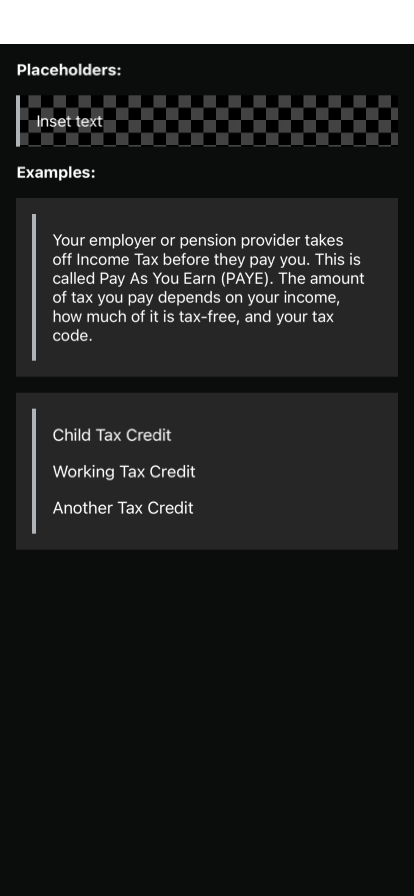 Placeholders:
Inset text
Examples:
Your employer or pension provider takes
off Income Tax before they pay you. This is
called Pay As You Earn (PAYE). The amount
of tax you pay depends on your income,
how much of it is tax-free, and your tax
code.
Child Tax Credit
Working Tax Credit
Another Tax Credit